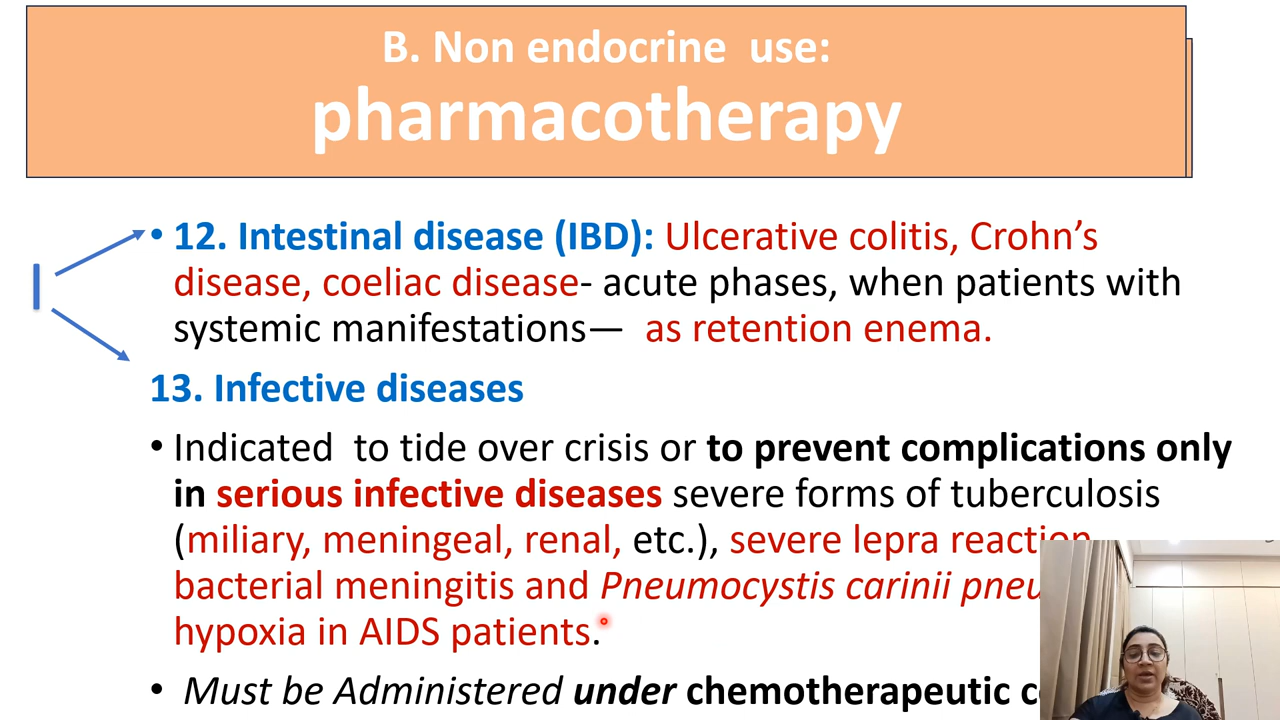 B. Non endocrine use:
pharmacotherapy
• 12. Intestinal disease (IBD): Ulcerative colitis, Crohn’s
disease, coeliac disease- acute phases, when patients with
systemic manifestations— as retention enema.
I
13. Infective diseases
• Indicated to tide over crisis or to prevent complications only
in serious infective diseases severe forms of tuberculosis
(miliary, meningeal, renal, etc.), severe lepra reaction
bacterial meningitis and Pneumocystis carinii
hypoxia in AIDS patients.
• Must be Administered under chemotherapeutic